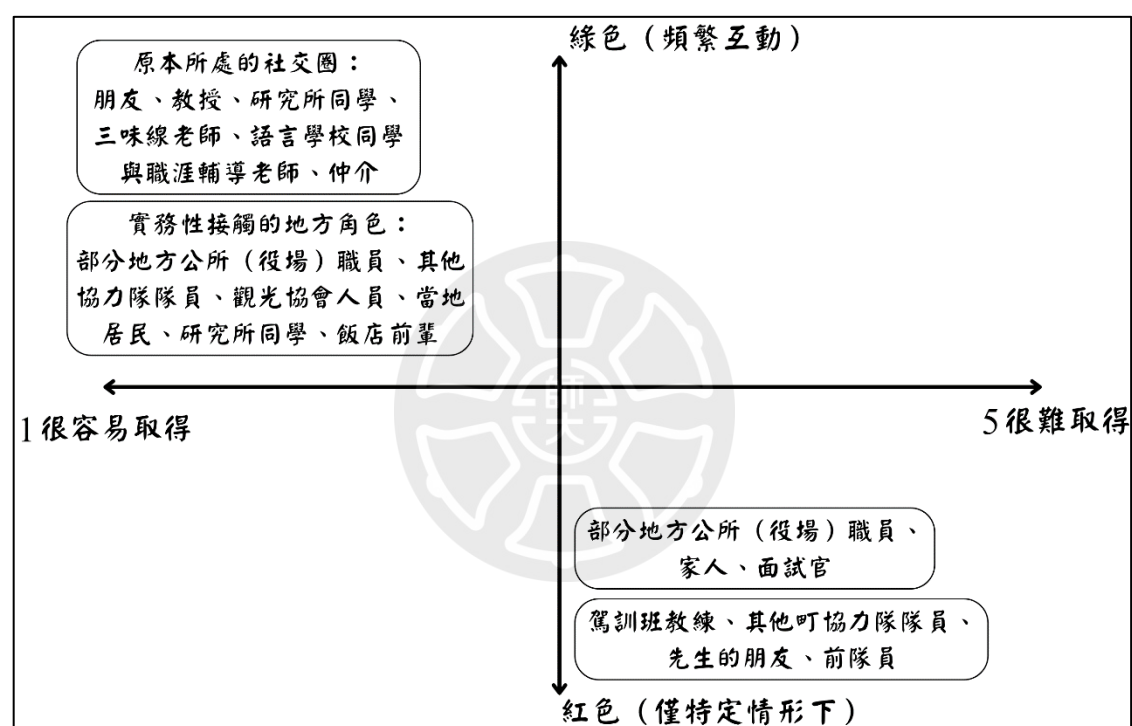 綠色（頻繁互動）
原本所處的社交圈：
朋友、教授、研究所同學、
三味線老師、語言學校同學
與職涯輔導老師、仲介
實務性接觸的地方角色：
部分地方公所（役場）職員、其他
協力隊隊員、觀光協會人員、當地
居民、研究所同學、飯店前輩
1很容易取得
5很難取得
師大
部分地方公所（役場）職員、
家人、面試官
駕訓班教練、其他町協力隊隊員、
先生的朋友、前隊員
紅色（僅特定情形下）